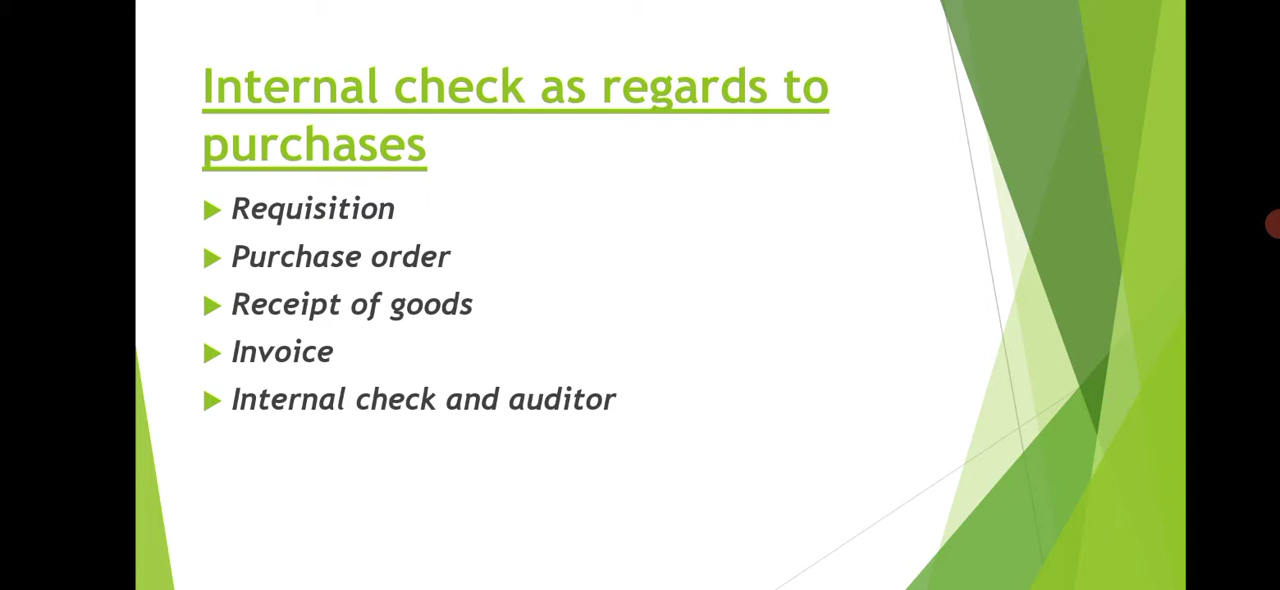 Internal check as regards to
purchases
Requisition
Purchase order
Receipt of goods
Invoice
Internal check and auditor